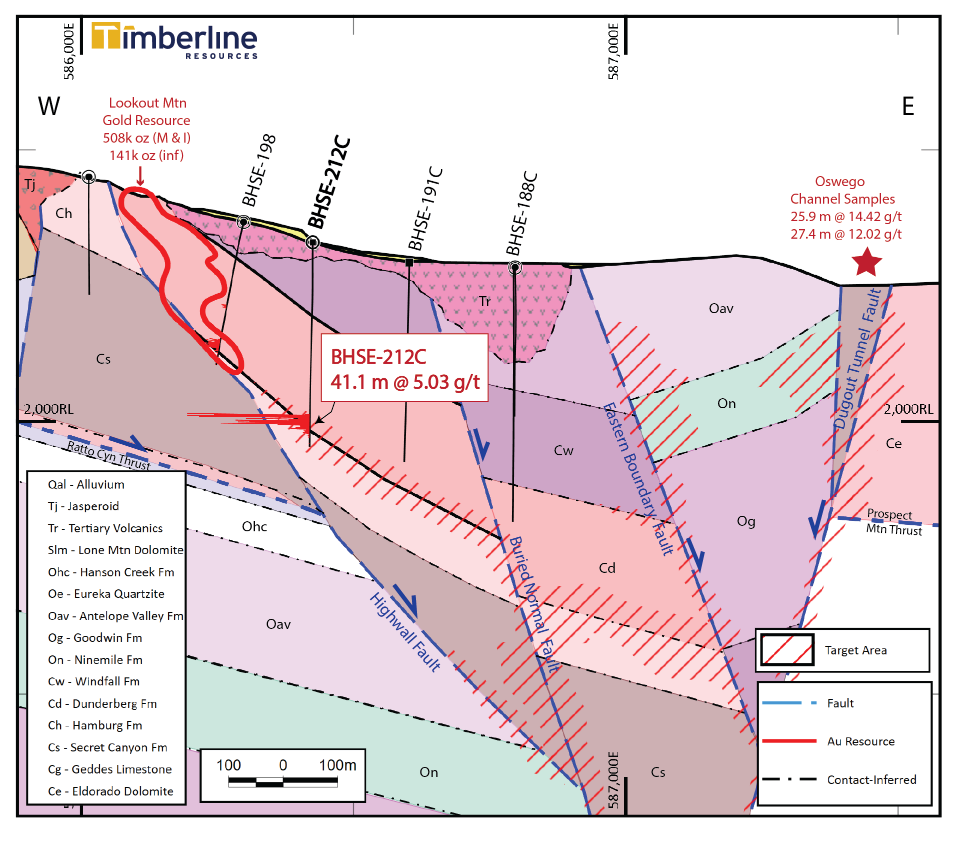 586,000E
Timberline
RESOURCES
587,000E
W
E
Lookout Mtn
Gold Resource
508k oz (M & I)
141k oz (inf)
BHSE-198
BHSE-212C
BHSE-191C
BHSE-188C
Oswego
Channel Samples
25.9 m @ 14.42 g/t
27.4 m @ 12.02 g/t
Tj
Ch
Tr
Oav
Cs
BHSE-212C
41.1 m @ 5.03 g/t
On
Dugout Tunnel Fault
2,000RL
2,000RL
Ce
Cw
Eastern Boundary Fault
Ratto Cyn Thrust
Prospect
Mtn Thrust
Ohc
Og
Cd
Buried Normal Fault
Highwall Fault
Oav
On
Cs
587,000E
Qal - Alluvium
Tj - Jasperoid
Tr - Tertiary Volcanics
Slm - Lone Mtn Dolomite
Ohc - Hanson Creek Fm
Oe - Eureka Quartzite
Oav - Antelope Valley Fm
Og - Goodwin Fm
On - Ninemile Fm
Cw - Windfall Fm
Cd - Dunderberg Fm
Ch - Hamburg Fm
Cs - Secret Canyon Fm
Cg - Geddes Limestone
Ce - Eldorado Dolomite
100 0 100m
Target Area
Fault
Au Resource
Contact-Inferred